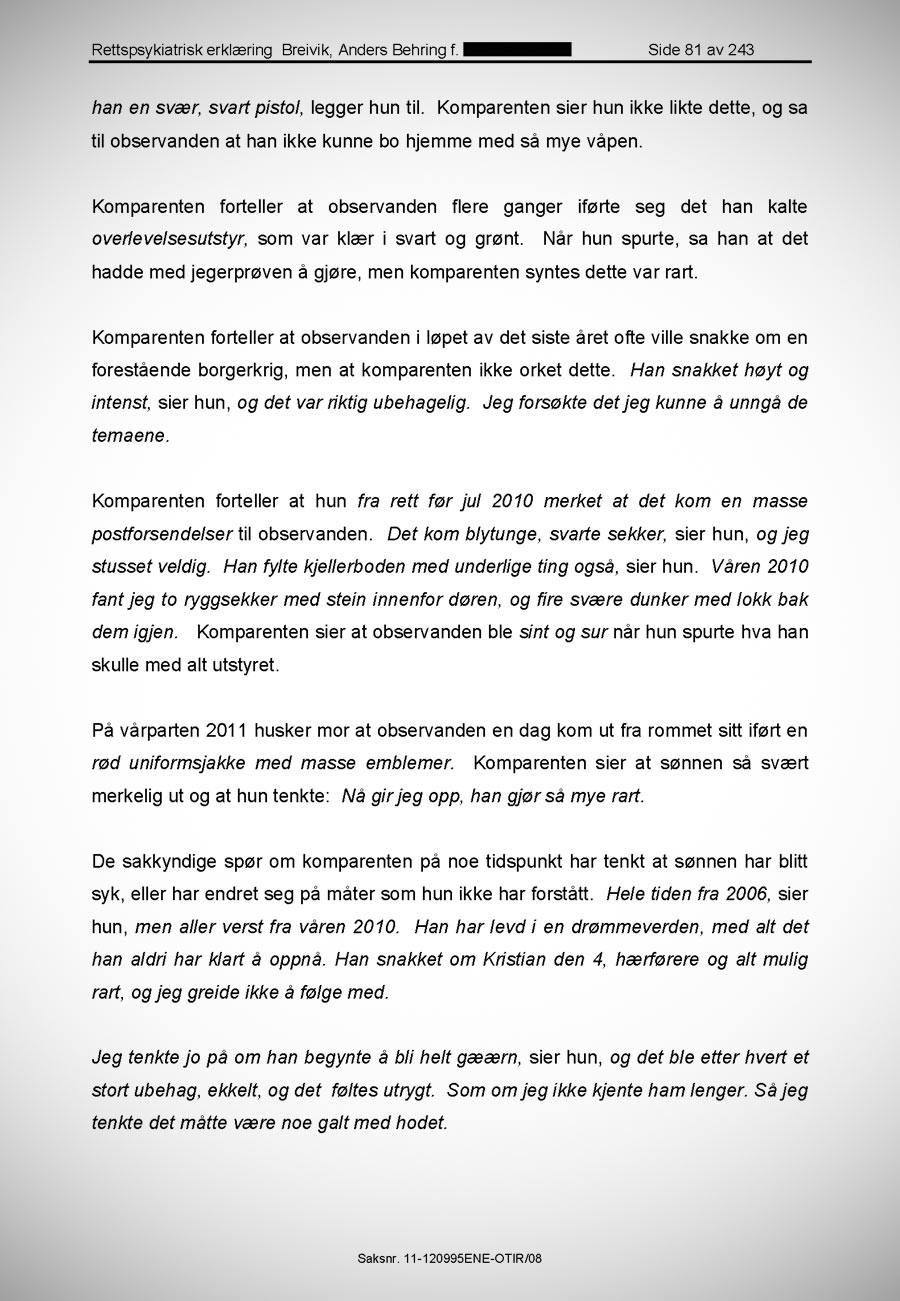 Rettspsykiatrisk erklæring Breivik, Anders Behring f. Side 81 av 243
han en svær, svart pistol, legger hun til. Komparenten sier hun ikke likte dette, og sa
til observanden at han ikke kunne bo hjemme med så mye våpen.
Komparenten forteller at observanden flere ganger iførte seg det han kalte
overlevelsesutstyr, som var klær i svart og grønt. Når hun spurte, sa han at det
hadde med jegerprøven å gjøre, men komparenten syntes dette var rart.
Komparenten forteller at observanden i løpet av det siste året ofte ville snakke om en
forestående borgerkrig, men at komparenten ikke orket dette. Han snakket høyt og
intenst, sier hun, og det var riktig ubehagelig. Jeg forsøkte det jeg kunne å unngå de
temaene.
Komparenten forteller at hun fra rett før jul 2010 merket at det kom en masse
postforsendelser til observanden. Det kom blytunge, svarte sekker, sier hun, og jeg
stusset veldig. Han fylte kjellerboden med underlige ting også, sier hun. Våren 2010
fant jeg to ryggsekker med stein innenfor døren, og fire svære dunker med lokk bak
dem igjen. Komparenten sier at observanden ble sint og sur når hun spurte hva han
skulle med alt utstyret.
På vårparten 2011 husker mor at observanden en dag kom ut fra rommet sitt iført en
rød uniformsjakke med masse emblemer. Komparenten sier at sønnen så svært
merkelig ut og at hun tenkte: Nå gir jeg opp, han gjør så mye rart.
De sakkyndige spør om komparenten på noe tidspunkt har tenkt at sønnen har blitt
syk, eller har endret seg på måter som hun ikke har forstått. Hele tiden fra 2006, sier
hun, men aller verst fra våren 2010. Han har levd i en drømmeverden, med alt det
han aldri har klart å oppnå. Han snakket om Kristian den 4, hærførere og alt mulig
rart, og jeg greide ikke å følge med.
Jeg tenkte jo på om han begynte å bli helt gæærn, sier hun, og det ble etter hvert et
stort ubehag, ekkelt, og det føltes utrygt. Som om jeg ikke kjente ham lenger. Så jeg
tenkte det måtte være noe galt med hodet.
Saksnr. 11-120995ENE-OTIR/08